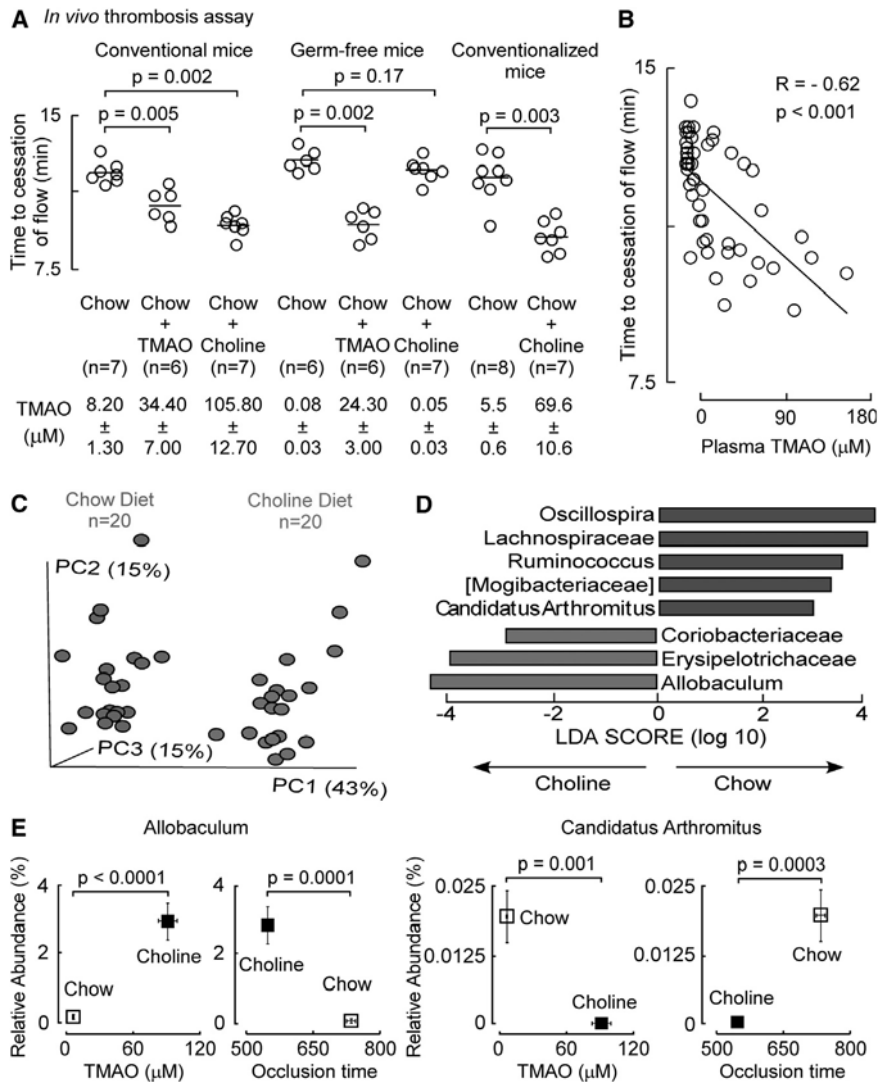 A In vivo thrombosis assay
Conventional mice
Germ-free mice
Conventionalized
mice
p = 0.002
p = 0.17
p = 0.005
p = 0.002
p = 0.003
Time to cessation
of flow (min)
15
7.5
Chow Chow Chow Chow Chow Chow Chow Chow
+ + + + +
TMAO Choline TMAO Choline Choline
(n=7) (n=6) (n=7) (n=6) (n=6) (n=7) (n=8) (n=7)
TMAO 8.20 34.40 105.80 0.08 24.30 0.05 5.5 69.6
(μM) ± ± ± ± ± ± ± ±
1.30 7.00 12.70 0.03 3.00 0.03 0.6 10.6
B
15
R = - 0.62
p < 0.001
Time to cessation of flow (min)
7.5
0 90 180
Plasma TMAO (μM)
C
Chow Diet
n=20
Choline Diet
n=20
PC2 (15%)
PC3 (15%)
PC1 (43%)
D
Oscillospira
Lachnospiraceae
Ruminococcus
[Mogibacteriaceae]
Candidatus Arthromitus
Coriobacteriaceae
Erysipelotrichaceae
Allobaculum
-4 -2 0 2 4
LDA SCORE (log 10)
Choline Chow
E
Allobaculum
Relative Abundance (%)
p < 0.0001
4
2
0
Choline
Chow
0 60 120
TMAO (μM)
p = 0.0001
4
2
0
Choline
Chow
500 600 700 800
Occlusion time
Candidatus Arthromitus
Relative Abundance (%)
p = 0.001
0.025
0.0125
0
Chow
Choline
0 60 120
TMAO (μM)
p = 0.0003
0.025
0.0125
0
Chow
Choline
500 600 700 800
Occlusion time